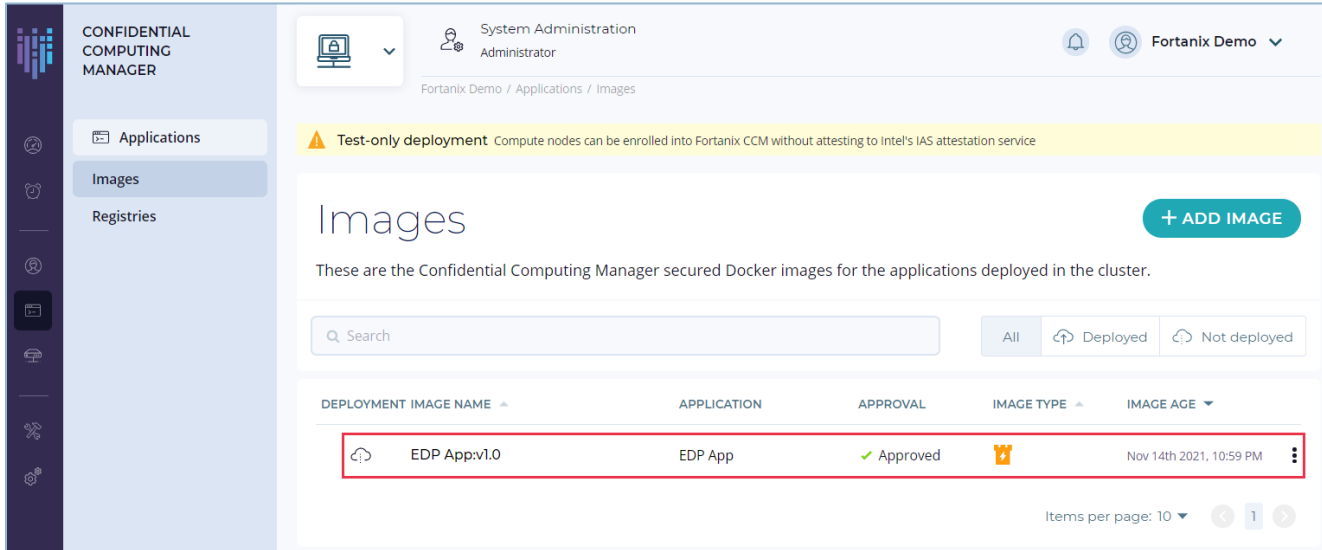 CONFIDENTIAL
COMPUTING
MANAGER
Applications
Images
Registries
System Administration
Administrator
Fortanix Demo
Fortanix Demo / Applications / Images
Test-only deployment Compute nodes can be enrolled into Fortanix CCM without attesting to Intel's IAS attestation service
Images
+ ADD IMAGE
These are the Confidential Computing Manager secured Docker images for the applications deployed in the cluster.
Search
All Deployed Not deployed
DEPLOYMENT IMAGE NAME APPLICATION APPROVAL IMAGE TYPE IMAGE AGE
EDP App:v1.0 EDP App Approved Nov 14th 2021, 10:59 PM
Items per page: 10 1